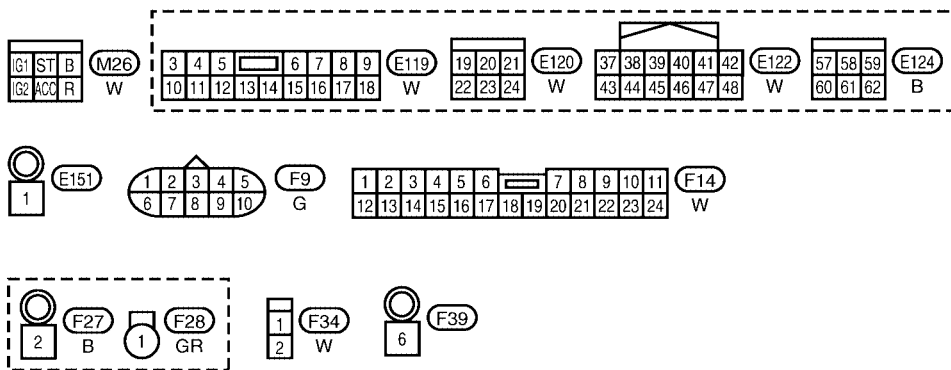 IG1 ST B M26 3 4 5 6 7 8 9 E119 19 20 21 E120 37 38 39 40 41 42 E122 57 58 59 E124
IG2 ACC R W 10 11 12 13 14 15 16 17 18 W 22 23 24 W 43 44 45 46 47 48 W 60 61 62 B
1 E151 1 2 3 4 5 F9 1 2 3 4 5 6 7 8 9 10 11 F14
6 7 8 9 10 G 12 13 14 15 16 17 18 19 20 21 22 23 24 W
2 F27 1 F28 1 F34 6 F39
B GR 2 W